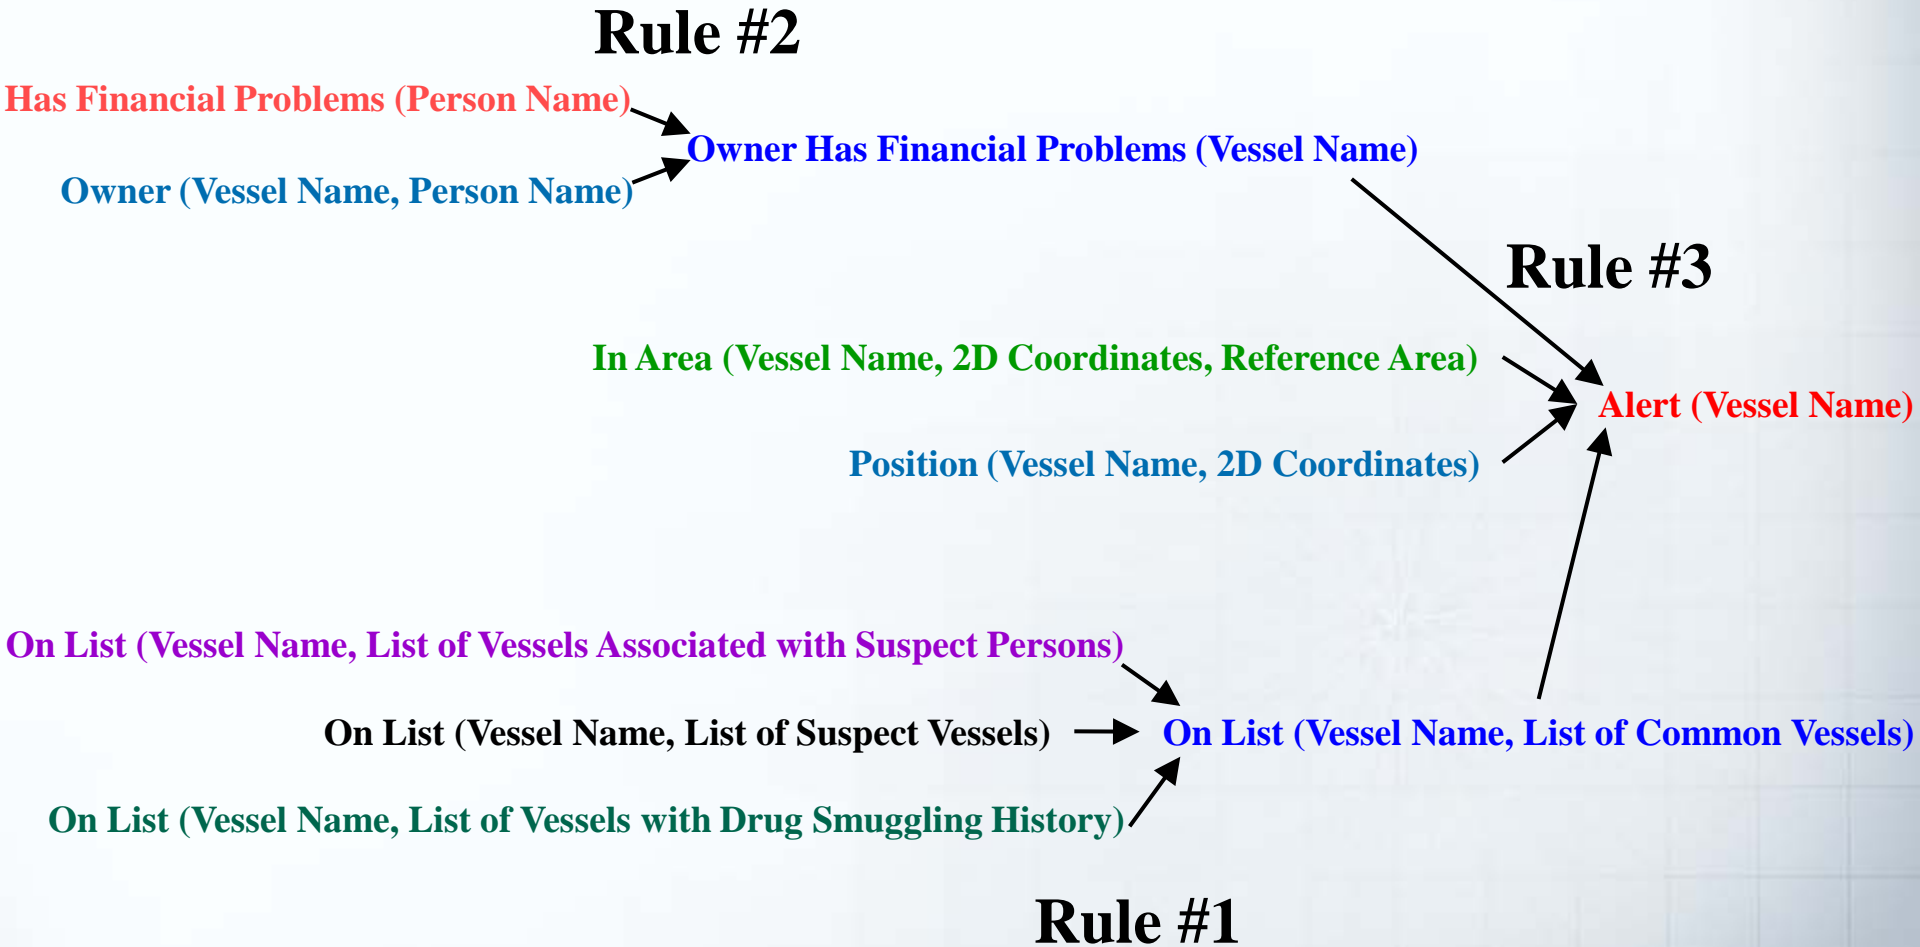 Rule #2
Has Financial Problems (Person Name)
Owner Has Financial Problems (Vessel Name)
Owner (Vessel Name, Person Name)
Rule #3
In Area (Vessel Name, 2D Coordinates, Reference Area)
Alert (Vessel Name)
Position (Vessel Name, 2D Coordinates)
On List (Vessel Name, List of Vessels Associated with Suspect Persons)
On List (Vessel Name, List of Suspect Vessels)
On List (Vessel Name, List of Common Vessels)
On List (Vessel Name, List of Vessels with Drug Smuggling History)
Rule #1